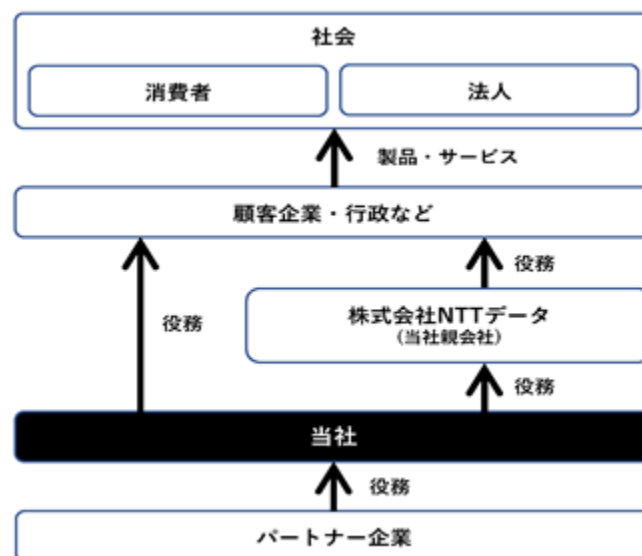 社会
消費者
法人
製品・サービス
顧客企業・行政など
役務
役務
株式会社NTTデータ
(当社親会社)
役務
当社
役務
パートナー企業